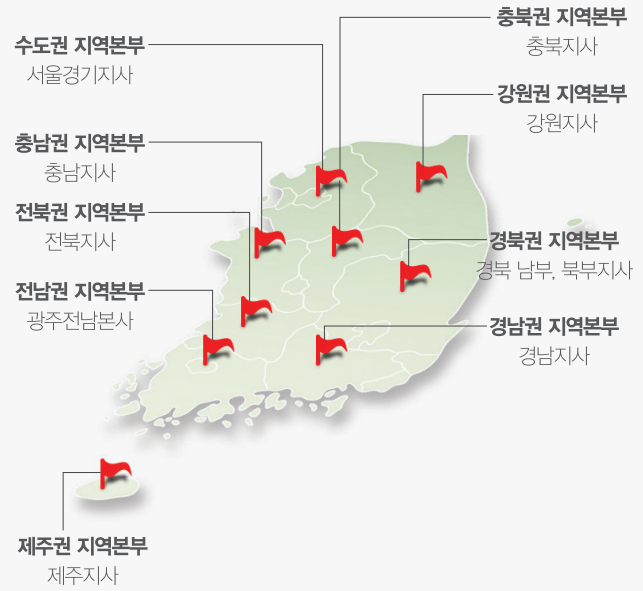 충북권 지역본부
충북지사
수도권 지역본부
서울경기지사
강원권 지역본부
강원지사
충남권 지역본부
충남지사
전북권 지역본부
전북지사
경북권 지역본부
경북 남부, 북부지사
전남권 지역본부
광주전남본사
경남권 지역본부
경남지사
제주권 지역본부
제주지사